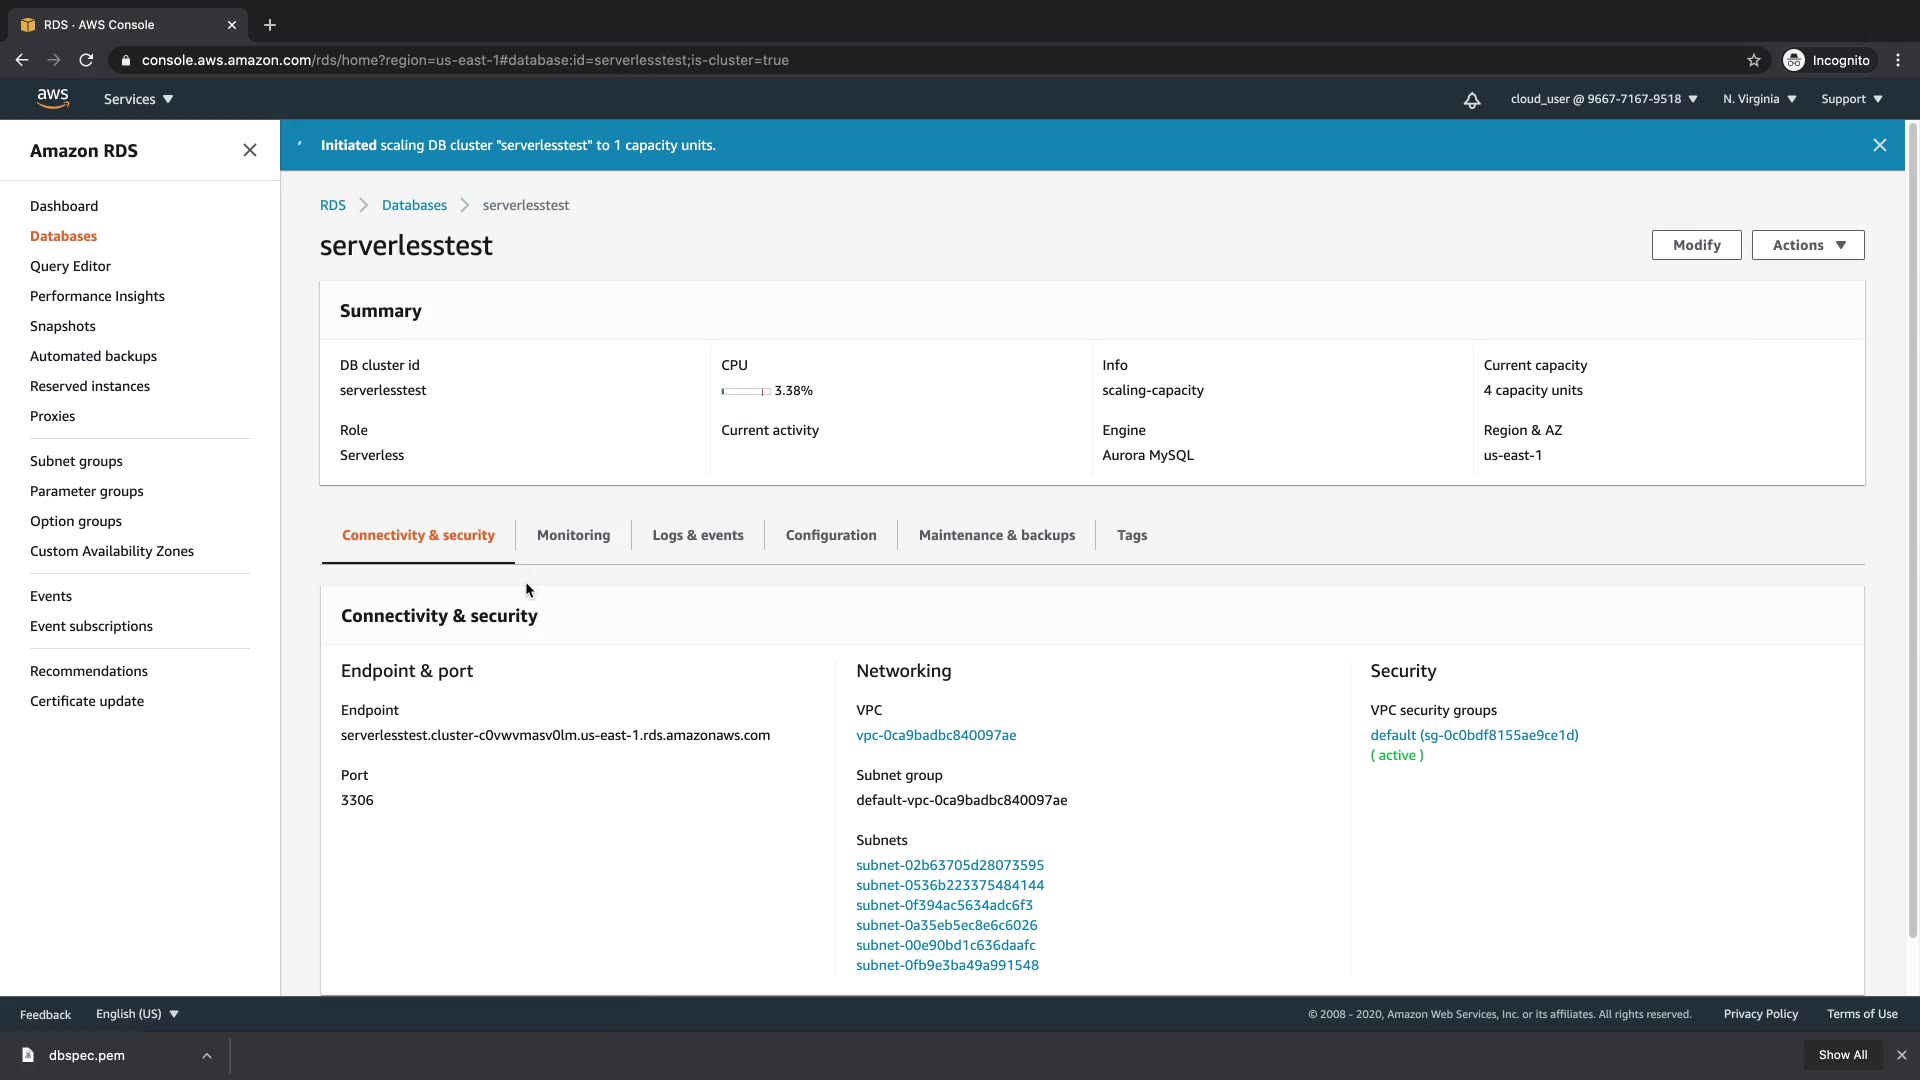 RDS · AWS Console
console.aws.amazon.com/rds/home?region=us-east-1#database:id=serverlesstest;is-cluster=true
Incognito
aws
Services
cloud_user @ 9667-7167-9518
N. Virginia
Support
Amazon RDS
Dashboard
Databases
Query Editor
Performance Insights
Snapshots
Automated backups
Reserved instances
Proxies
Subnet groups
Parameter groups
Option groups
Custom Availability Zones
Events
Event subscriptions
Recommendations
Certificate update
Initiated scaling DB cluster "serverlesstest" to 1 capacity units.
RDS > Databases > serverlesstest
serverlesstest
Modify
Actions
Summary
DB cluster id
serverlesstest
CPU
3.38%
Info
scaling-capacity
Current capacity
4 capacity units
Role
Serverless
Current activity
Engine
Aurora MySQL
Region & AZ
us-east-1
Connectivity & security
Monitoring
Logs & events
Configuration
Maintenance & backups
Tags
Connectivity & security
Endpoint & port
Endpoint
serverlesstest.cluster-c0vwvmasv0lm.us-east-1.rds.amazonaws.com
Port
3306
Networking
VPC
vpc-0ca9badbc840097ae
Subnet group
default-vpc-0ca9badbc840097ae
Subnets
subnet-02b63705d28073595
subnet-0536b223375484144
subnet-0f394ac5634adc6f3
subnet-0a35eb5ec8e6c6026
subnet-00e90bd1c636daafc
subnet-0fb9e3ba49a991548
Security
VPC security groups
default (sg-0c0bdf8155ae9ce1d)
( active )
Feedback
English (US)
© 2008 - 2020, Amazon Web Services, Inc. or its affiliates. All rights reserved.
Privacy Policy
Terms of Use
dbspec.pem
Show All